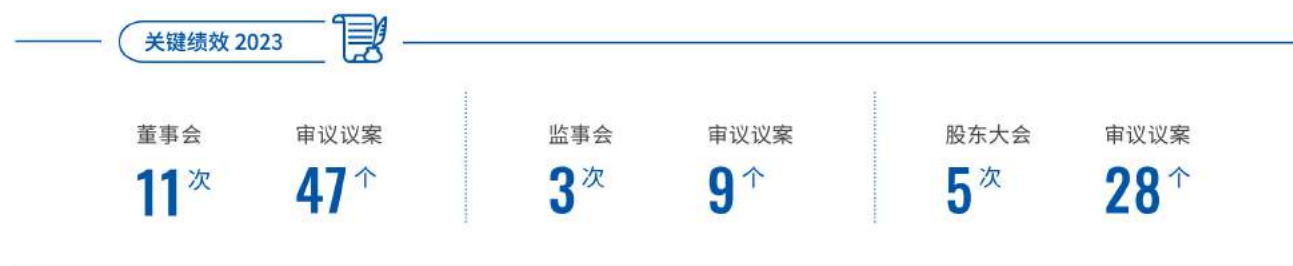 关键绩效 2023
董事会 审议议案 监事会 审议议案 股东大会 审议议案
11次 47个 3次 9个 5次 28个